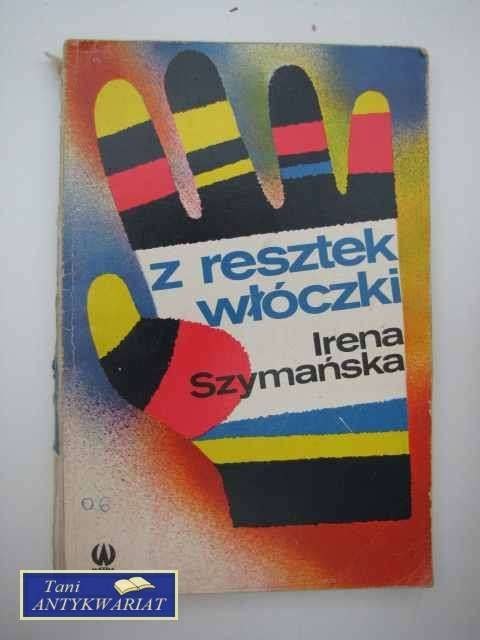 z resztek
włóczki
Irena
Szymańska
06
Tani
ANTYKWARIAT